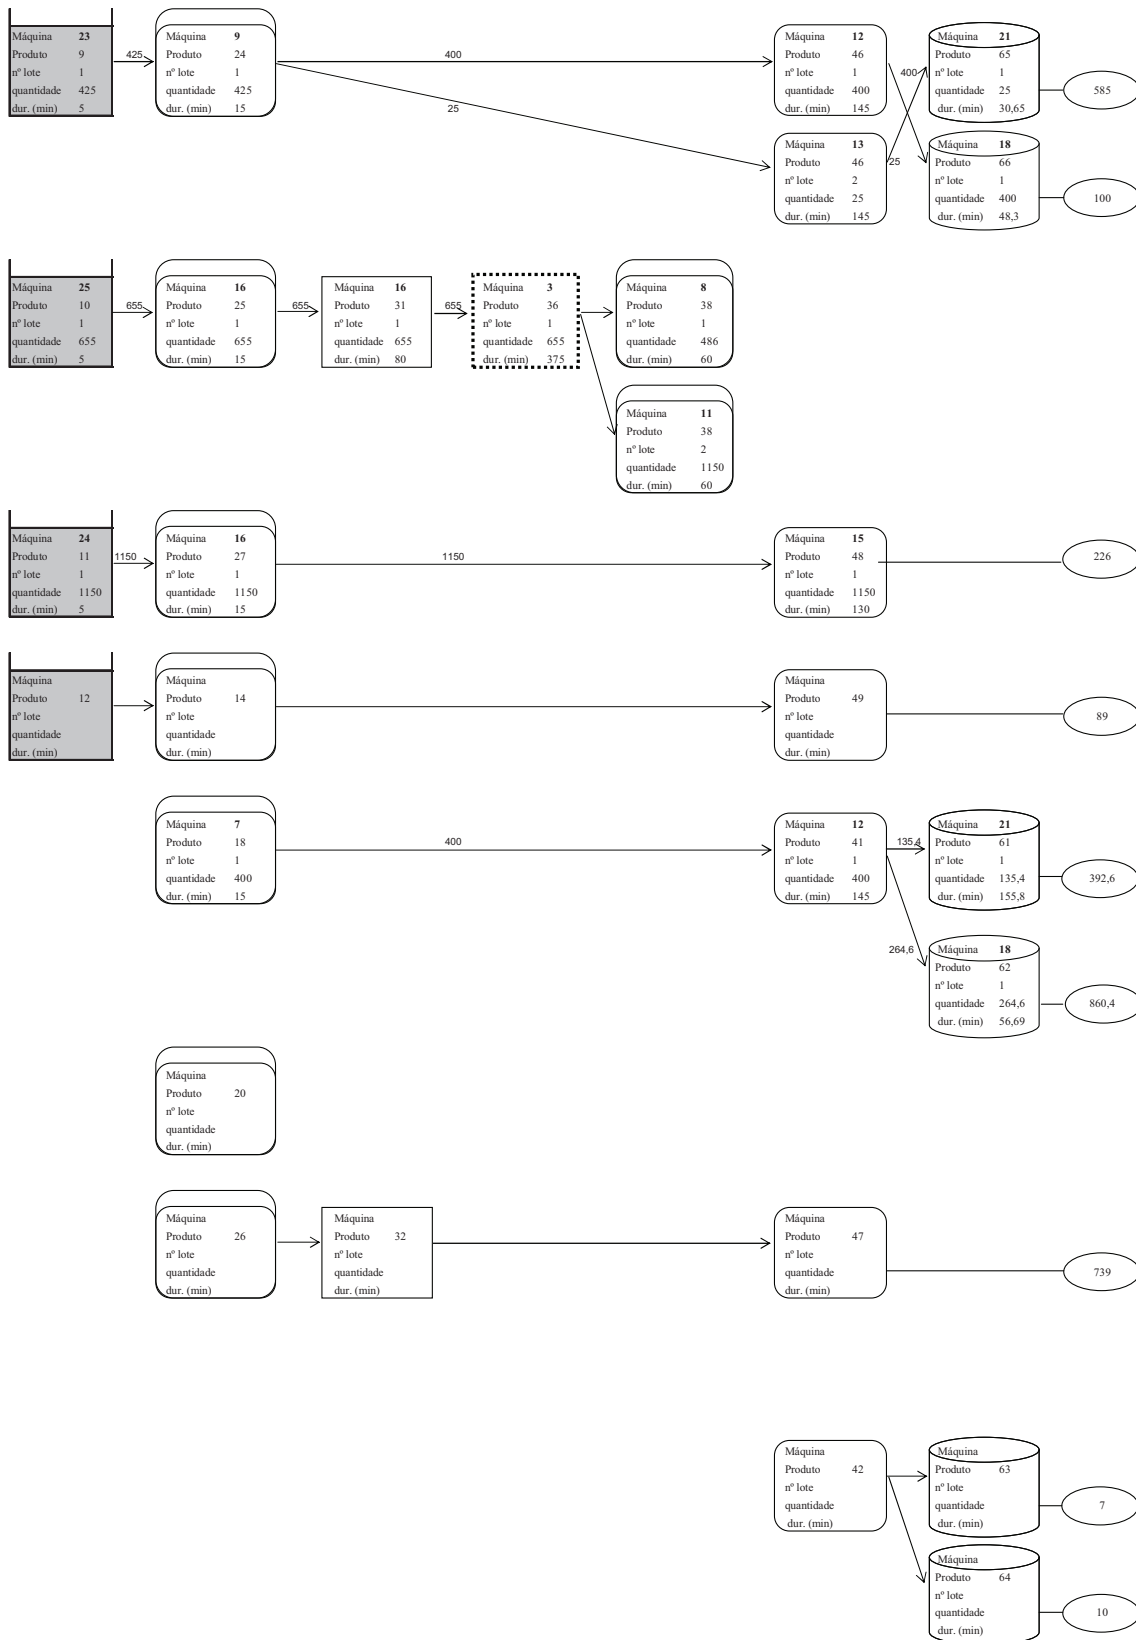 Máquina 23
Produto 9
nº lote 1
quantidade 425
dur. (min) 5
425
Máquina 9
Produto 24
nº lote 1
quantidade 425
dur. (min) 15
400
25
Máquina 12
Produto 46
nº lote 1
quantidade 400
dur. (min) 145
Máquina 13
Produto 46
nº lote 2
quantidade 25
dur. (min) 145
400
25
Máquina 21
Produto 65
nº lote 1
quantidade 25
dur. (min) 30,65
585
Máquina 18
Produto 66
nº lote 1
quantidade 400
dur. (min) 48,3
100
Máquina 25
Produto 10
nº lote 1
quantidade 655
dur. (min) 5
655
Máquina 16
Produto 25
nº lote 1
quantidade 655
dur. (min) 15
655
Máquina 16
Produto 31
nº lote 1
quantidade 655
dur. (min) 80
655
Máquina 3
Produto 36
nº lote 1
quantidade 655
dur. (min) 375
Máquina 8
Produto 38
nº lote 1
quantidade 486
dur. (min) 60
Máquina 11
Produto 38
nº lote 2
quantidade 1150
dur. (min) 60
Máquina 24
Produto 11
nº lote 1
quantidade 1150
dur. (min) 5
1150
Máquina 16
Produto 27
nº lote 1
quantidade 1150
dur. (min) 15
1150
Máquina 15
Produto 48
nº lote 1
quantidade 1150
dur. (min) 130
226
Máquina
Produto 12
nº lote
quantidade
dur. (min)
Máquina
Produto 14
nº lote
quantidade
dur. (min)
Máquina
Produto 49
nº lote
quantidade
dur. (min)
89
Máquina 7
Produto 18
nº lote 1
quantidade 400
dur. (min) 15
400
Máquina 12
Produto 41
nº lote 1
quantidade 400
dur. (min) 145
135,4
264,6
Máquina 21
Produto 61
nº lote 1
quantidade 135,4
dur. (min) 155,8
392,6
Máquina 18
Produto 62
nº lote 1
quantidade 264,6
dur. (min) 56,69
860,4
Máquina
Produto 20
nº lote
quantidade
dur. (min)
Máquina
Produto 26
nº lote
quantidade
dur. (min)
Máquina
Produto 32
nº lote
quantidade
dur. (min)
Máquina
Produto 47
nº lote
quantidade
dur. (min)
739
Máquina
Produto 42
nº lote
quantidade
dur. (min)
Máquina
Produto 63
nº lote
quantidade
dur. (min)
7
Máquina
Produto 64
nº lote
quantidade
dur. (min)
10